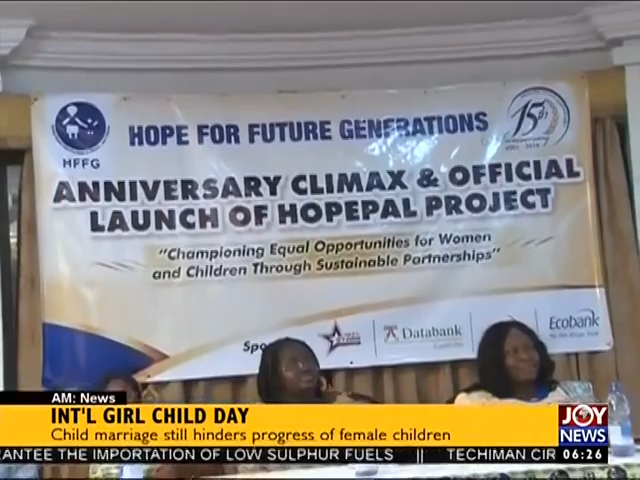 HOPE FOR FUTURE GENERATIONS
HFFG
15th
ANNIVERSARY CLIMAX & OFFICIAL
LAUNCH OF HOPEPAL PROJECT
"Championing Equal Opportunities for Women
and Children Through Sustainable Partnerships"
Databank
Ecobank
AM: News
INT'L GIRL CHILD DAY
Child marriage still hinders progress of female children
JOY
NEWS
RANTEE THE IMPORTATION OF LOW SULPHUR FUELS || TECHIMAN CIR
06:26